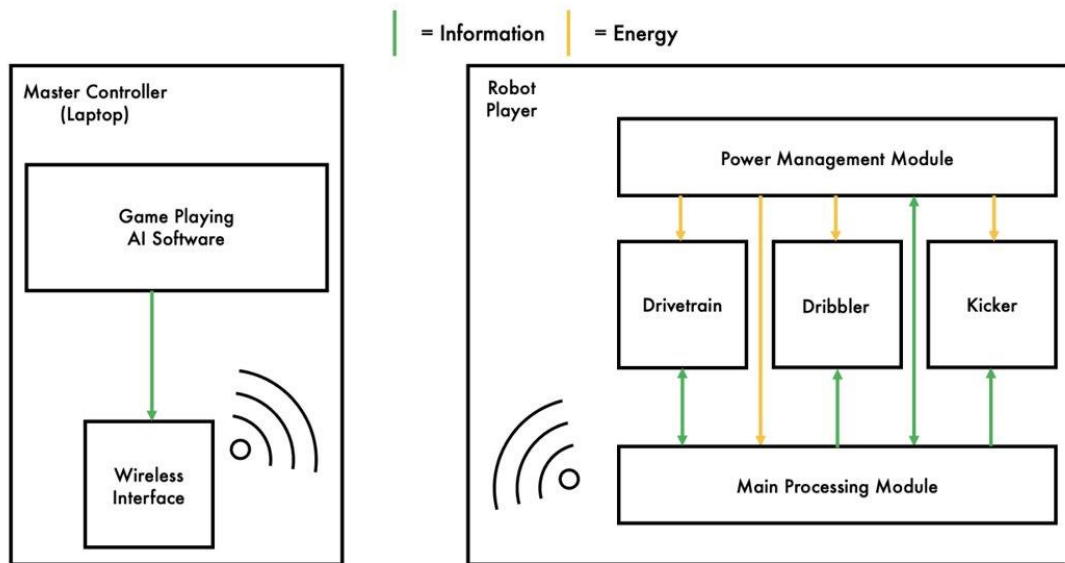 = Information
= Energy
Master Controller
(Laptop)
Game Playing
AI Software
Wireless
Interface
Robot
Player
Power Management Module
Drivetrain
Dribbler
Kicker
Main Processing Module